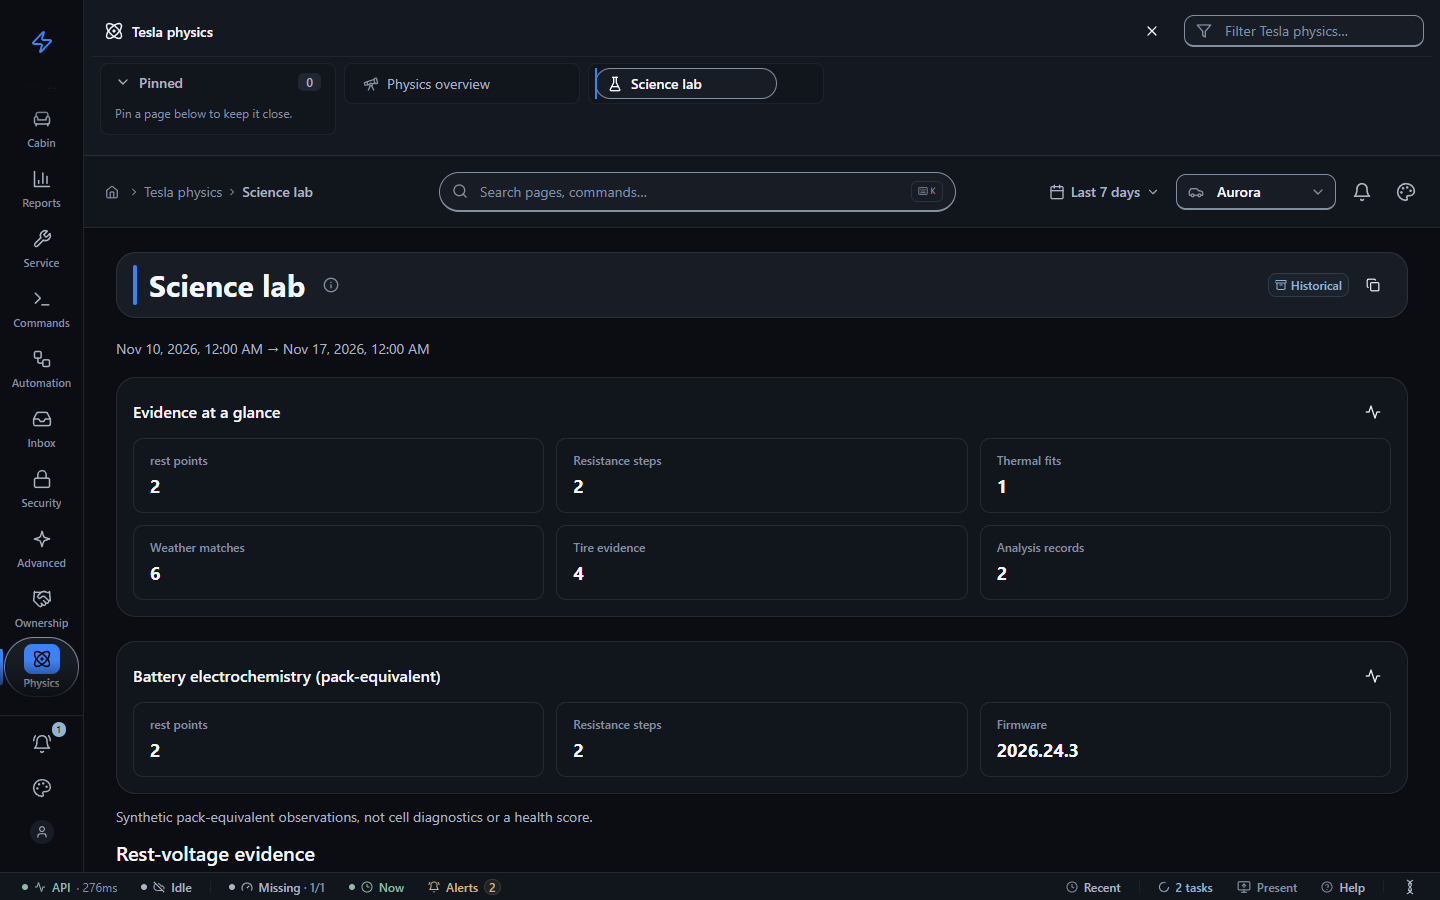 Tesla physics
Filter Tesla physics...
Pinned
0
Pin a page below to keep it close.
Physics overview
Science lab
Tesla physics
Science lab
Search pages, commands...
K
Last 7 days
Aurora
Cabin
Reports
Service
Commands
Automation
Inbox
Security
Advanced
Ownership
Physics
1
Science lab
Historical
Nov 10, 2026, 12:00 AM → Nov 17, 2026, 12:00 AM
Evidence at a glance
rest points
2
Resistance steps
2
Thermal fits
1
Weather matches
6
Tire evidence
4
Analysis records
2
Battery electrochemistry (pack-equivalent)
rest points
2
Resistance steps
2
Firmware
2026.24.3
Synthetic pack-equivalent observations, not cell diagnostics or a health score.
Rest-voltage evidence
API · 276ms
Idle
Missing · 1/1
Now
Alerts 2
Recent
2 tasks
Present
Help